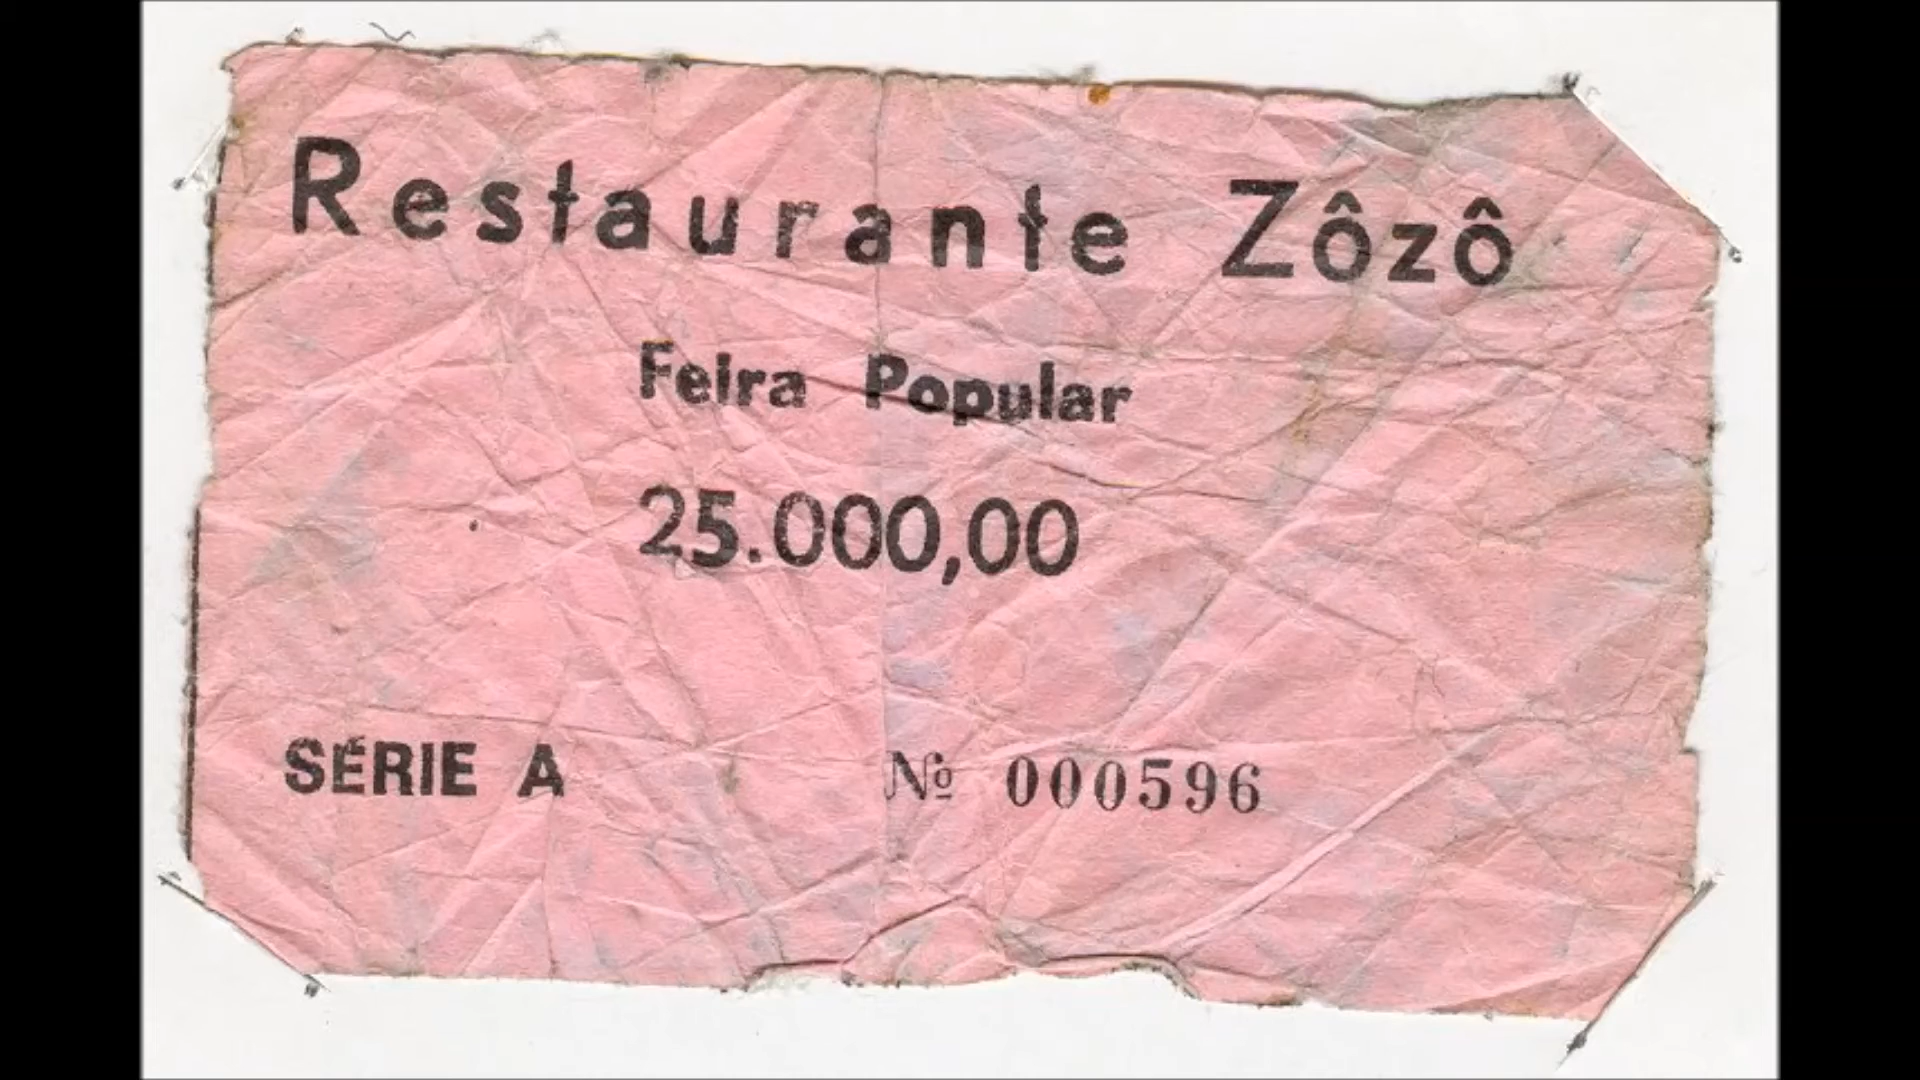 Restaurante Zôzô
Feira Popular
25.000,00
SÉRIE A Nº 000596